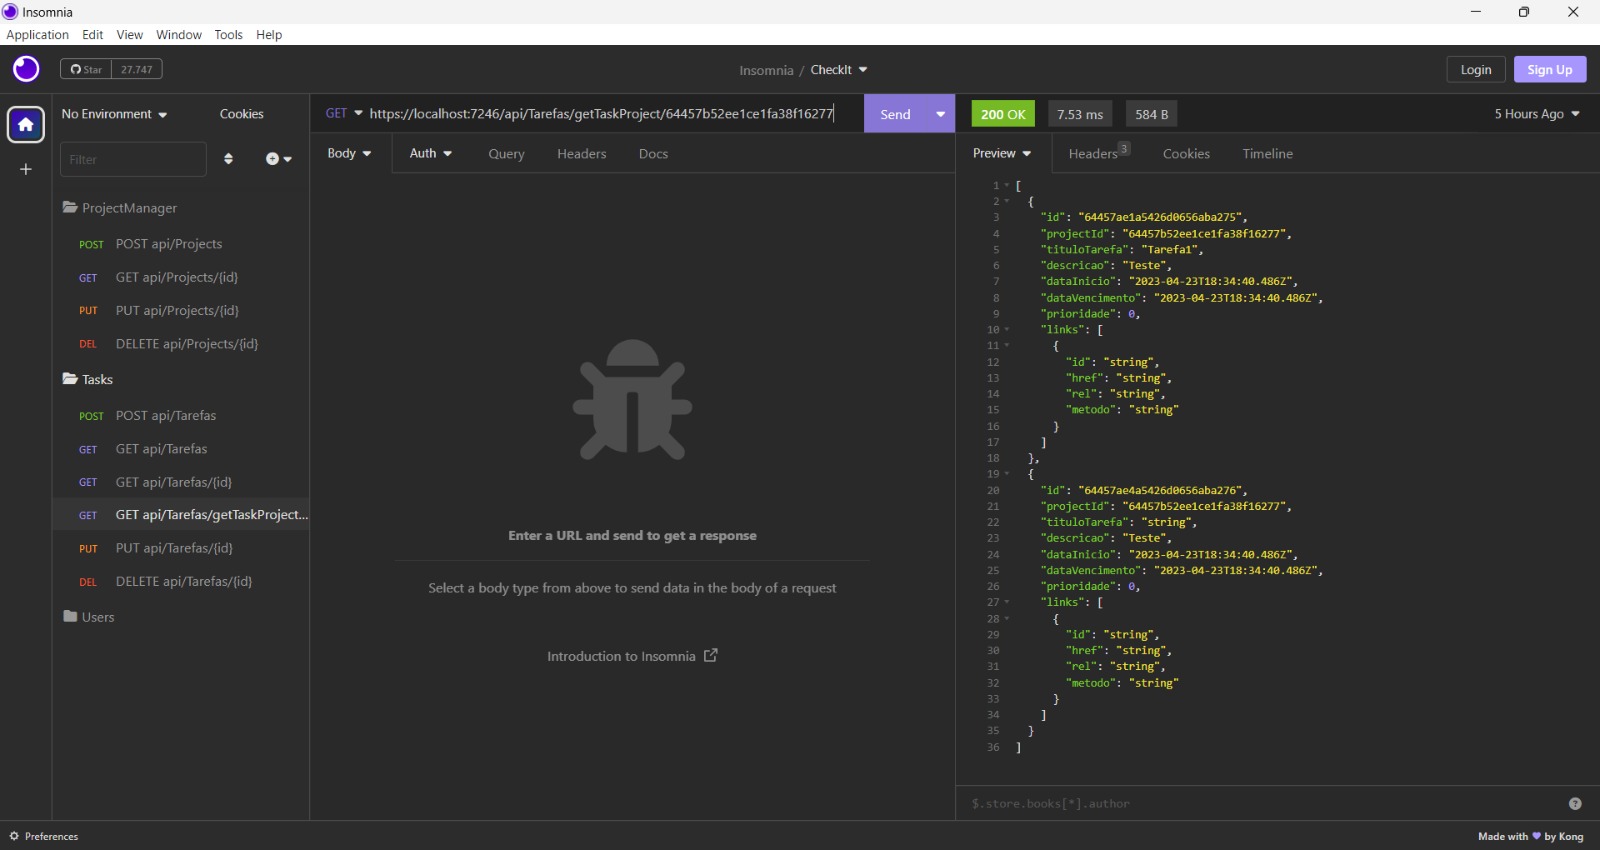 Insomnia
Application Edit View Window Tools Help
Star 27.747
Insomnia / CheckIt
Login Sign Up
No Environment Cookies
GET https://localhost:7246/api/Tarefas/getTaskProject/64457b52ee1ce1fa38f16277 Send
200 OK 7.53 ms 584 B 5 Hours Ago
Filter
Body Auth Query Headers Docs
Preview Headers 3 Cookies Timeline
ProjectManager
POST POST api/Projects
GET GET api/Projects/{id}
PUT PUT api/Projects/{id}
DEL DELETE api/Projects/{id}
Tasks
POST POST api/Tarefas
GET GET api/Tarefas
GET GET api/Tarefas/{id}
GET GET api/Tarefas/getTaskProject...
PUT PUT api/Tarefas/{id}
DEL DELETE api/Tarefas/{id}
Users
Enter a URL and send to get a response
Select a body type from above to send data in the body of a request
Introduction to Insomnia
1 [
2 {
3 "id": "64457ae1a5426d0656aba275",
4 "projectId": "64457b52ee1ce1fa38f16277",
5 "tituloTarefa": "Tarefa1",
6 "descricao": "Teste",
7 "dataInicio": "2023-04-23T18:34:40.486Z",
8 "dataVencimento": "2023-04-23T18:34:40.486Z",
9 "prioridade": 0,
10 "links": [
11 {
12 "id": "string",
13 "href": "string",
14 "rel": "string",
15 "metodo": "string"
16 }
17 ]
18 },
19 {
20 "id": "64457ae4a5426d0656aba276",
21 "projectId": "64457b52ee1ce1fa38f16277",
22 "tituloTarefa": "string",
23 "descricao": "Teste",
24 "dataInicio": "2023-04-23T18:34:40.486Z",
25 "dataVencimento": "2023-04-23T18:34:40.486Z",
26 "prioridade": 0,
27 "links": [
28 {
29 "id": "string",
30 "href": "string",
31 "rel": "string",
32 "metodo": "string"
33 }
34 ]
35 }
36 ]
$.store.books[*].author
Preferences
Made with ♥ by Kong